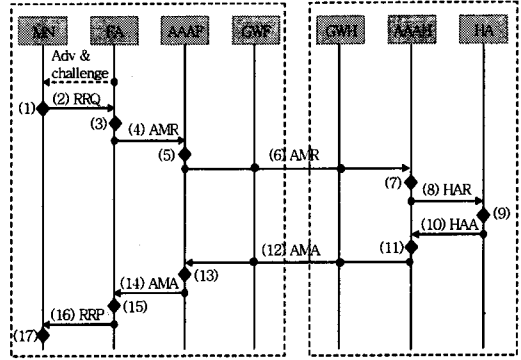 MN FA AAAF GWF GWH AAAH HA
Adv &
challenge
(1) (2) RRQ
(3)
(4) AMR
(5)
(6) AMR
(7)
(8) HAR
(9)
(10) HAA
(11)
(12) AMA
(13)
(14) AMA
(15)
(16) RRP
(17)